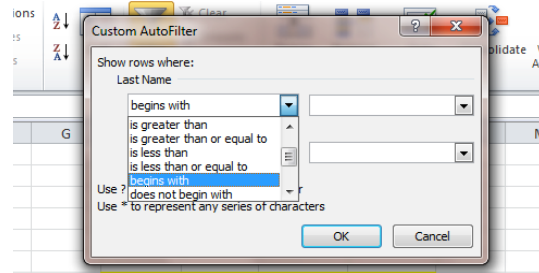 ions
Clear
Custom AutoFilter
Show rows where:
Last Name
begins with
is greater than
is greater than or equal to
is less than
is less than or equal to
begins with
does not begin with
Use ?
r
Use * to represent any series of characters
OK
Cancel
G
olidate
A